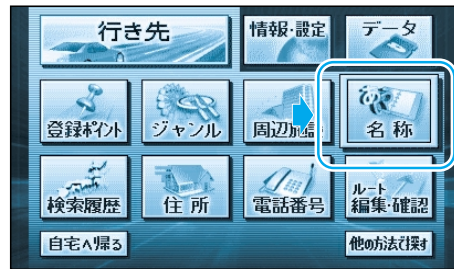 行き先
情報･設定
データ
登録ﾎﾟｲﾝﾄ
ジャンル
周辺施設
名 称
検索履歴
住 所
電話番号
ﾙｰﾄ
編集･確認
自宅へ帰る
他の方法で探す